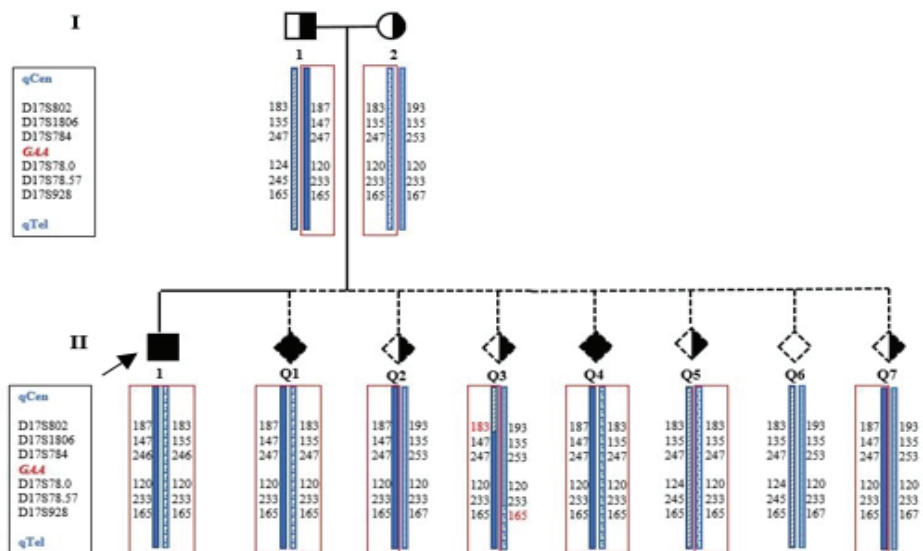 I
1 2
qCen
D17S802 183 187 183 193
D17S1806 135 147 135 135
D17S784 247 247 247 253
GAA
D17S78.0 124 120 120 120
D17S78.57 245 233 233 233
D17S928 165 165 165 167
qTel
II
1 Q1 Q2 Q3 Q4 Q5 Q6 Q7
qCen
D17S802 187 183 187 183 187 193 183 193 187 183 183 183 183 193 187 193
D17S1806 147 135 147 135 147 135 147 135 147 135 135 135 135 135 147 135
D17S784 246 246 247 247 247 253 247 253 247 247 247 247 247 253 247 253
GAA
D17S78.0 120 120 120 120 120 120 120 120 120 120 124 120 124 120 120 120
D17S78.57 233 233 233 233 233 233 233 233 233 233 245 233 245 233 233 233
D17S928 165 165 165 165 165 167 165 165 165 165 165 165 165 167 165 167
qTel